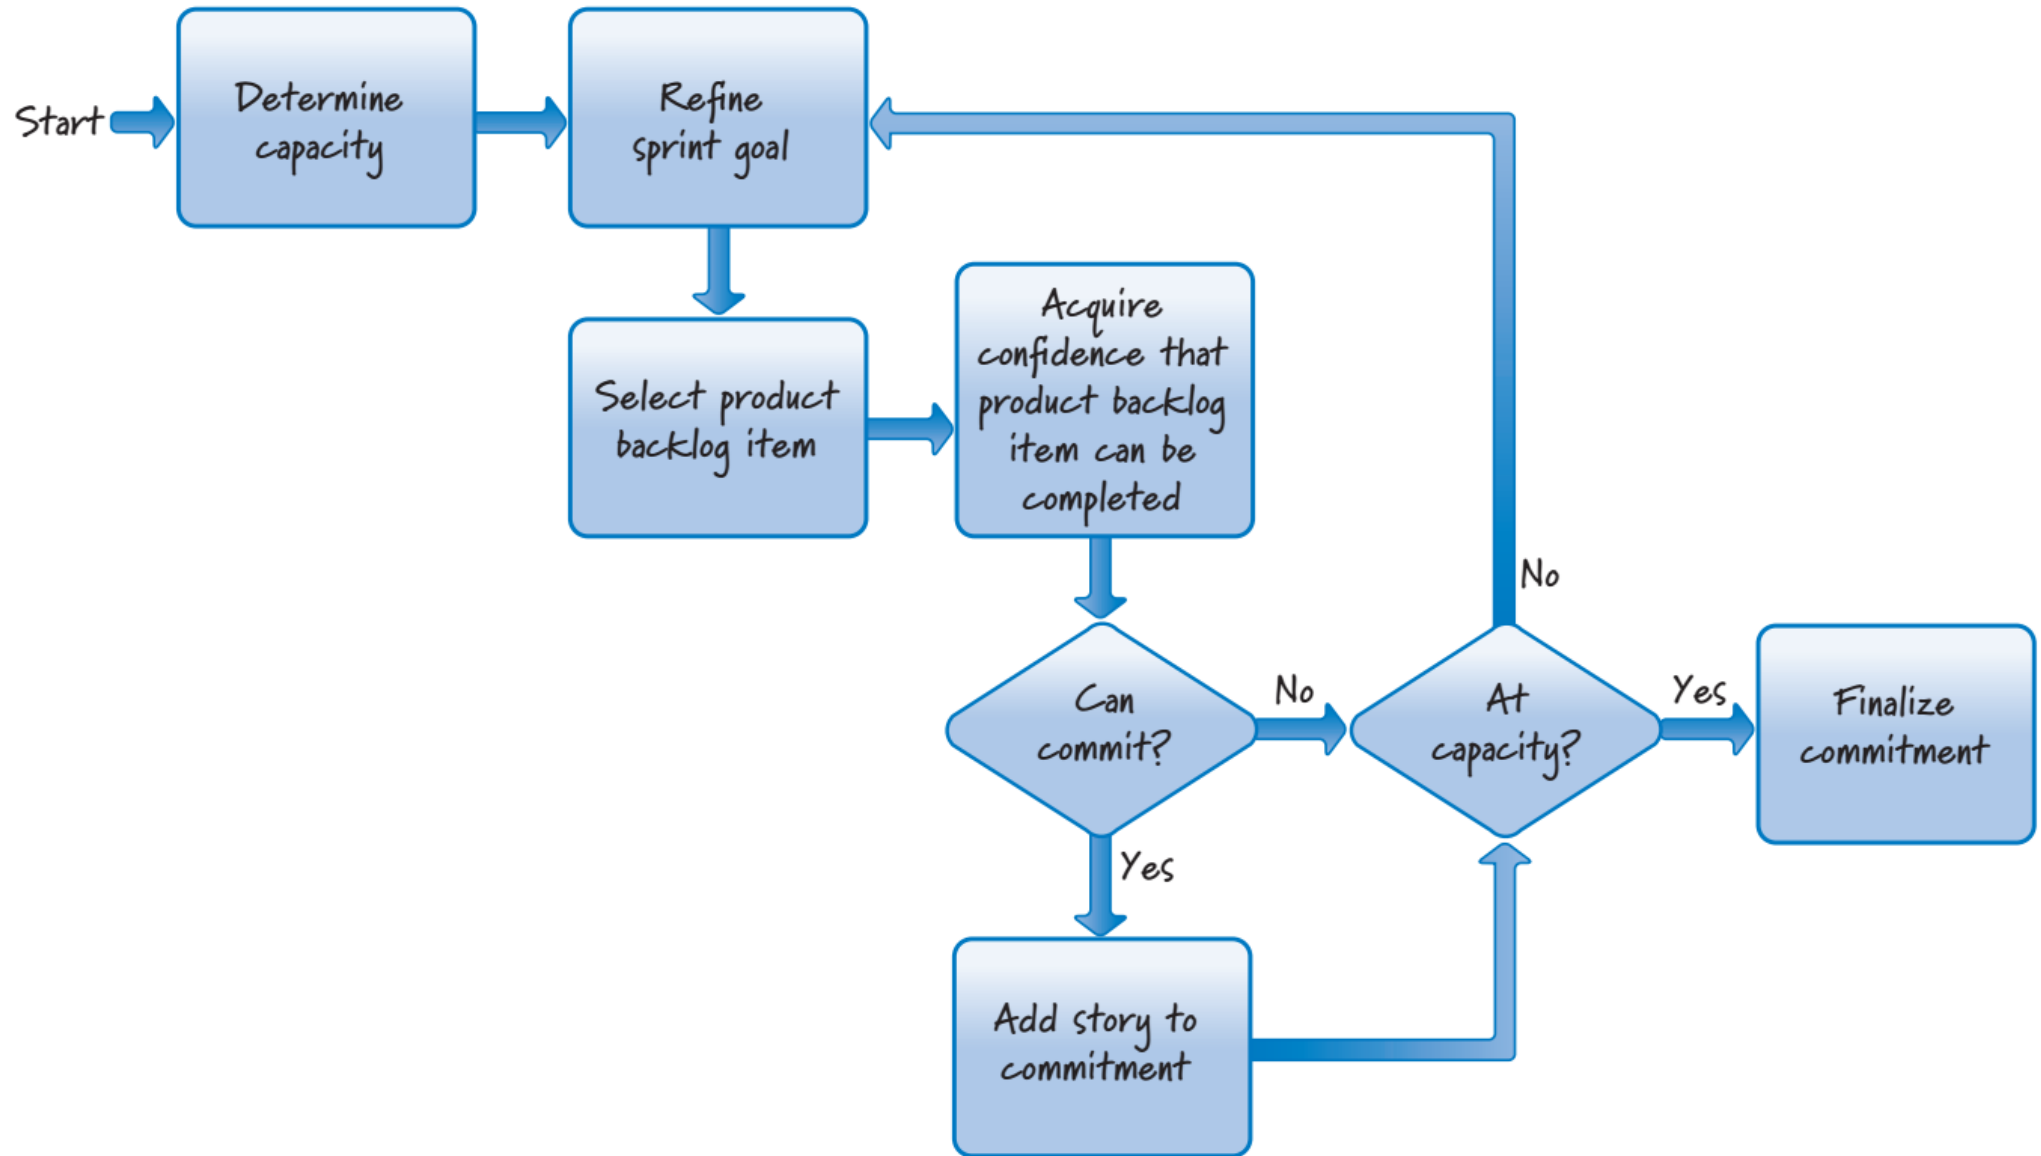 Start
Determine
capacity
Refine
sprint goal
Select product
backlog item
Acquire
confidence that
product backlog
item can be
completed
Can
commit?
No
Yes
Add story to
commitment
At
capacity?
No
Yes
Finalize
commitment